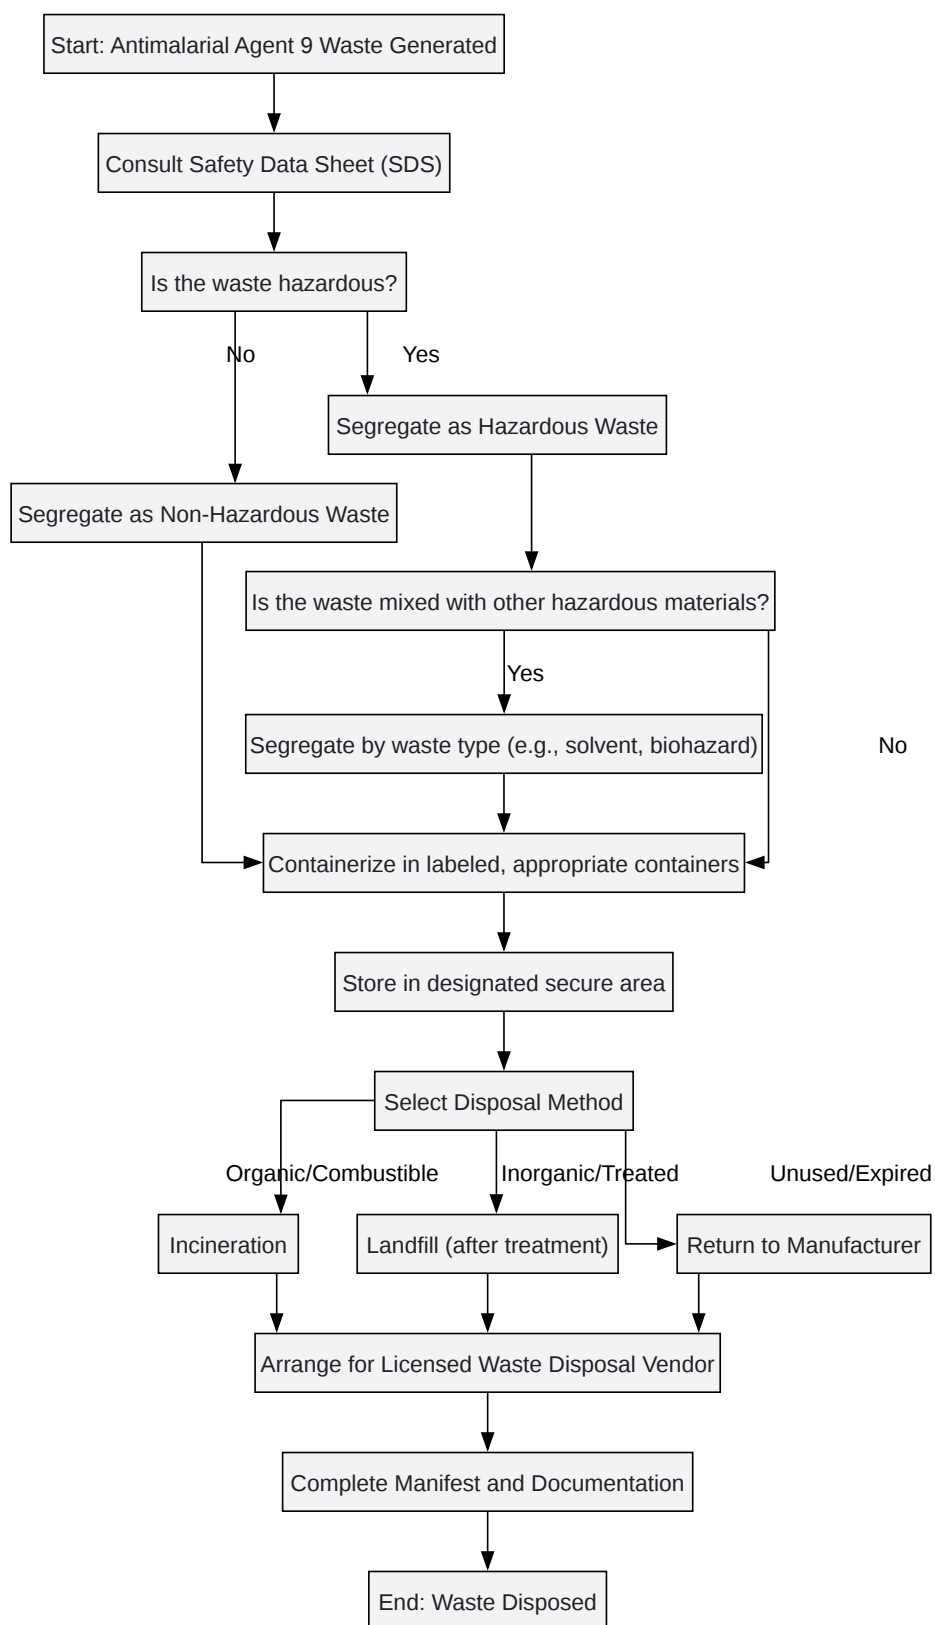 Start: Antimalarial Agent 9 Waste Generated
Consult Safety Data Sheet (SDS)
Is the waste hazardous?
No
Yes
Segregate as Hazardous Waste
Segregate as Non-Hazardous Waste
Is the waste mixed with other hazardous materials?
Yes
Segregate by waste type (e.g., solvent, biohazard)
No
Containerize in labeled, appropriate containers
Store in designated secure area
Select Disposal Method
Organic/Combustible
Inorganic/Treated
Unused/Expired
Incineration
Landfill (after treatment)
Return to Manufacturer
Arrange for Licensed Waste Disposal Vendor
Complete Manifest and Documentation
End: Waste Disposed